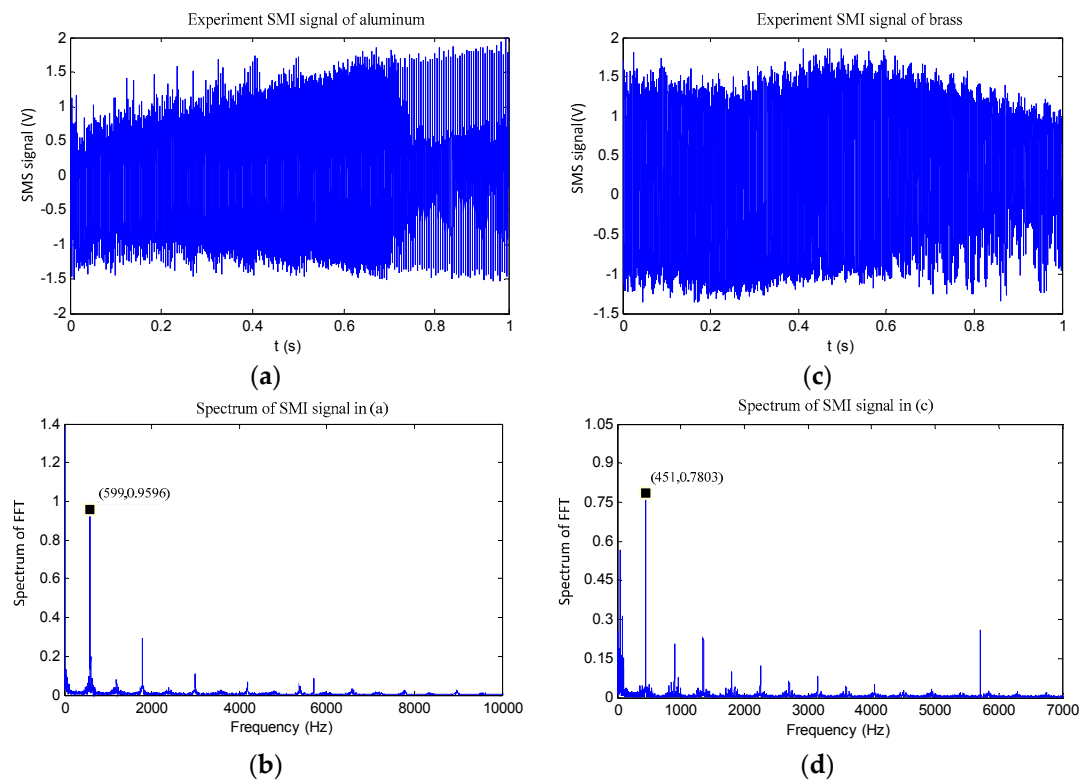 Experiment SMI signal of aluminum
SMS signal (V)
2
1.5
1
0.5
0
-0.5
-1
-1.5
-2
0 0.2 0.4 0.6 0.8 1
t (s)
(a)
Experiment SMI signal of brass
SMS signal(V)
2
1.5
1
0.5
0
-0.5
-1
-1.5
0 0.2 0.4 0.6 0.8 1
t (s)
(c)
Spectrum of SMI signal in (a)
Spectrum of FFT
1.4
1.2
1
0.8
0.6
0.4
0.2
0
(599,0.9596)
0 2000 4000 6000 8000 10000
Frequency (Hz)
(b)
Spectrum of SMI signal in (c)
Spectrum of FFT
1.05
0.9
0.75
0.6
0.45
0.3
0.15
0
(451,0.7803)
0 1000 2000 3000 4000 5000 6000 7000
Frequency (Hz)
(d)